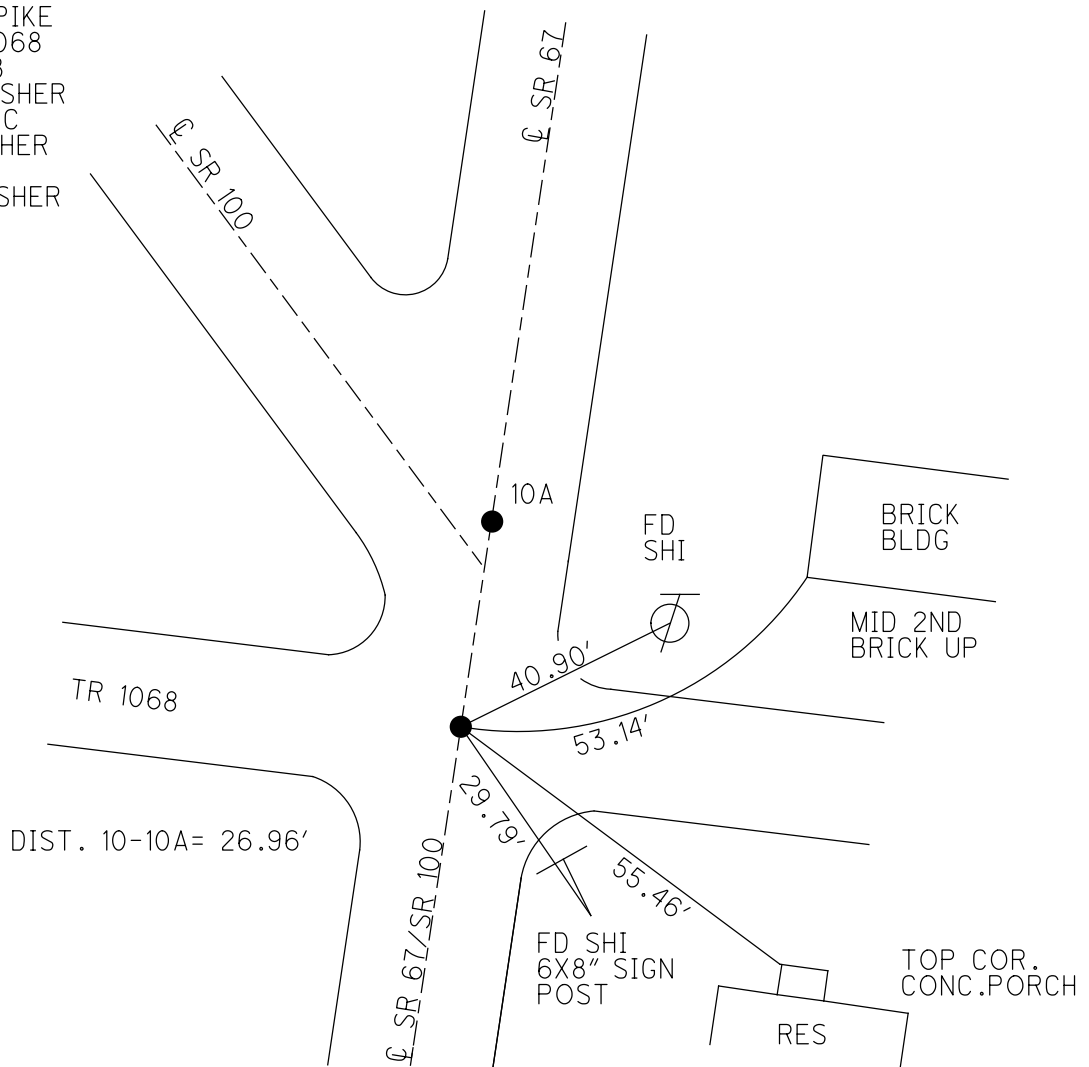 PIKE
SHER
C
HER
SHER
℄ SR 100
℄ SR 67
10A
FD
SHI
BRICK
BLDG
MID 2ND
BRICK UP
40.90'
TR 1068
53.14'
29.79'
DIST. 10-10A= 26.96'
55.46'
℄ SR 67/SR 100
FD SHI
6X8" SIGN
POST
TOP COR.
CONC.PORCH
RES